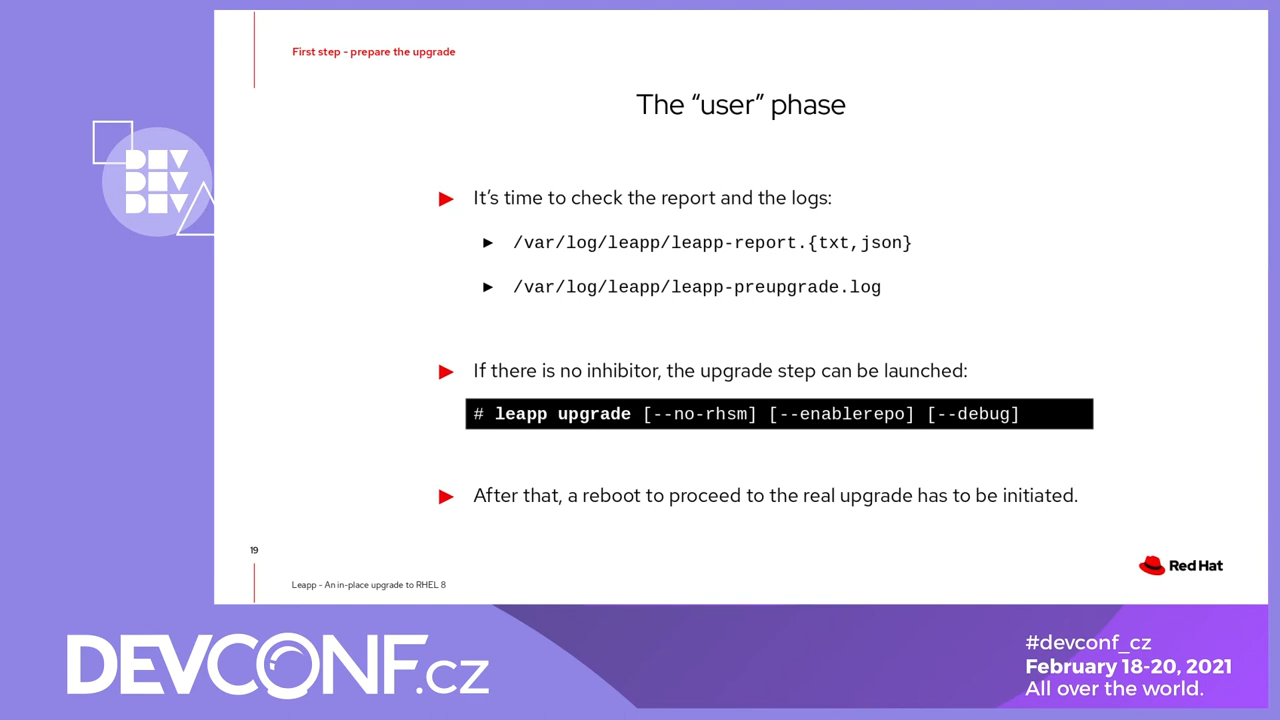 First step - prepare the upgrade
The “user” phase
DEV
DEV
DEV
► It’s time to check the report and the logs:
► /var/log/leapp/leapp-report.{txt,json}
► /var/log/leapp/leapp-preupgrade.log
► If there is no inhibitor, the upgrade step can be launched:
# leapp upgrade [--no-rhsm] [--enablerepo] [--debug]
► After that, a reboot to proceed to the real upgrade has to be initiated.
19
Red Hat
Leapp - An in-place upgrade to RHEL 8
DEVCONF.cz
#devconf_cz
February 18-20, 2021
All over the world.